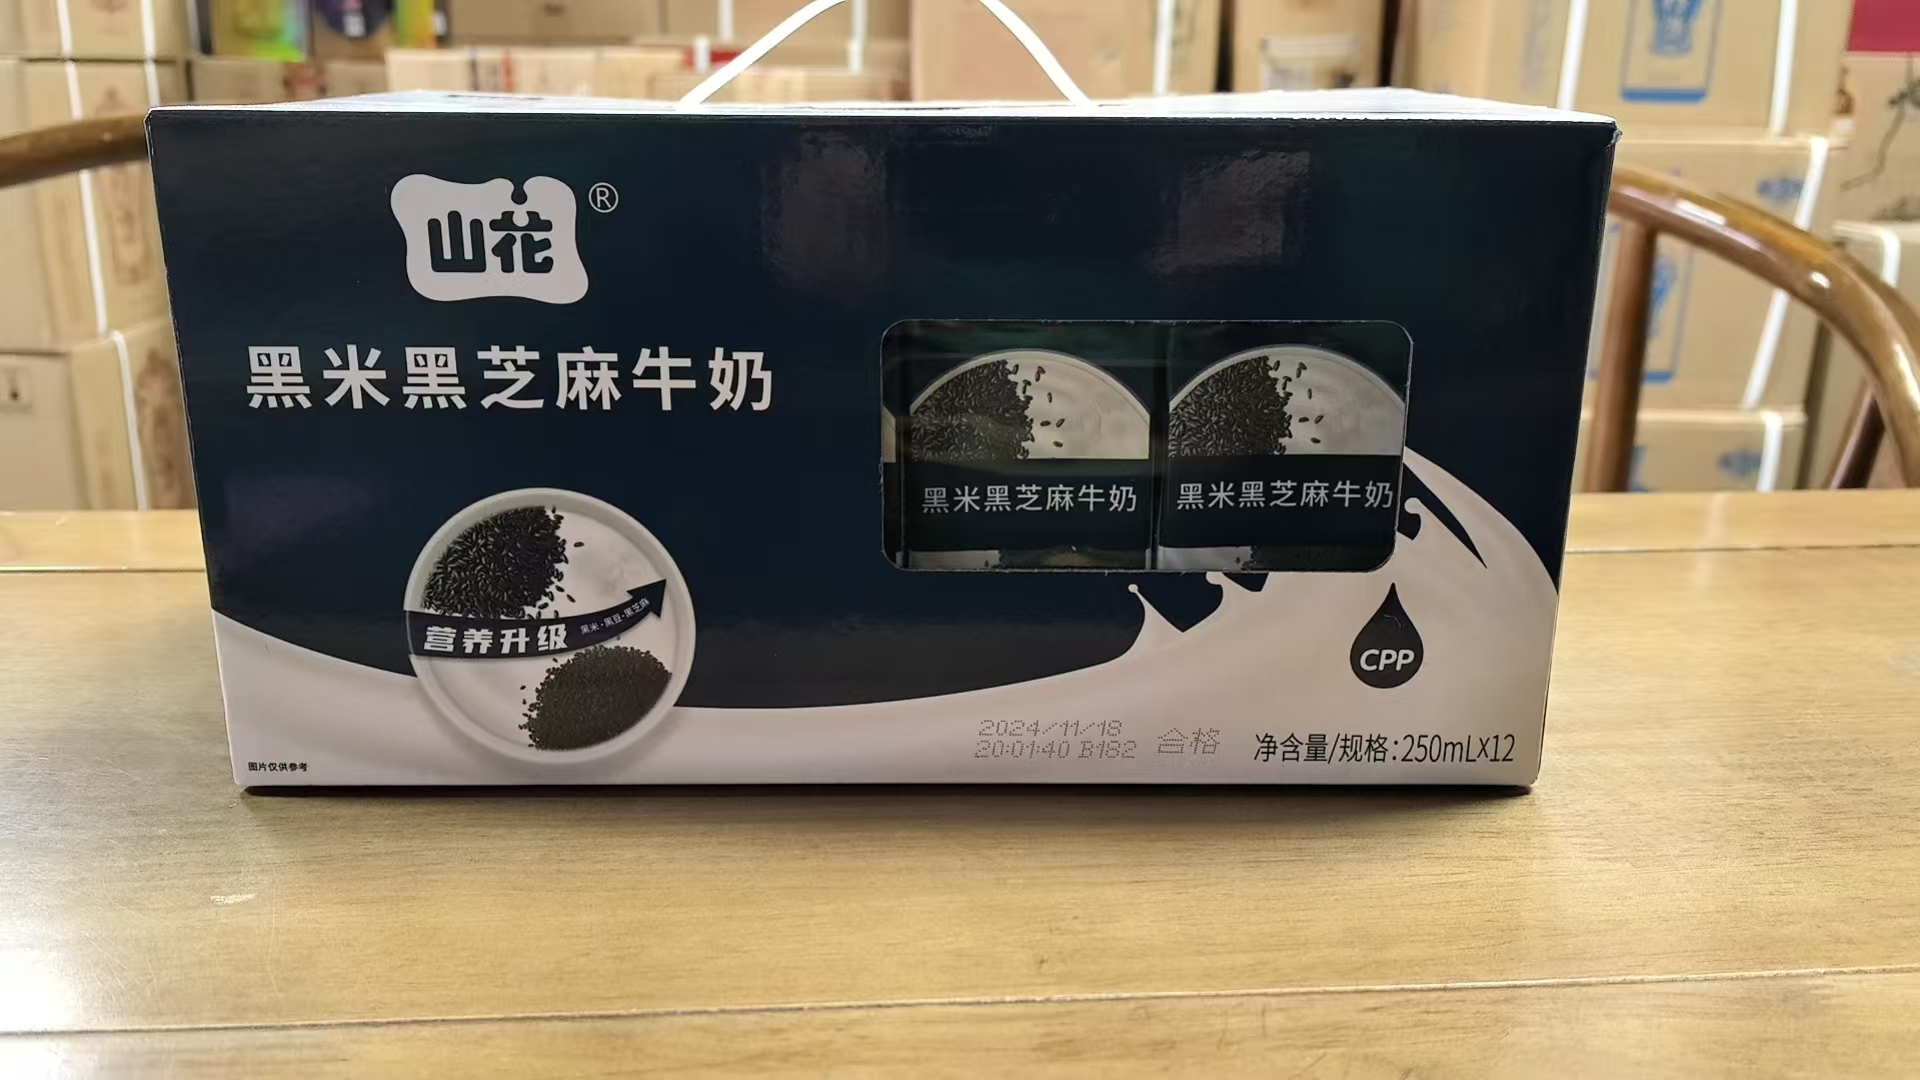 山花®
黑米黑芝麻牛奶
黑米黑芝麻牛奶
黑米黑芝麻牛奶
营养升级 黑米·黑豆·黑芝麻
CPP
2024/11/18
20:01:40 B182
合格
净含量/规格:250mLX12
图片仅供参考